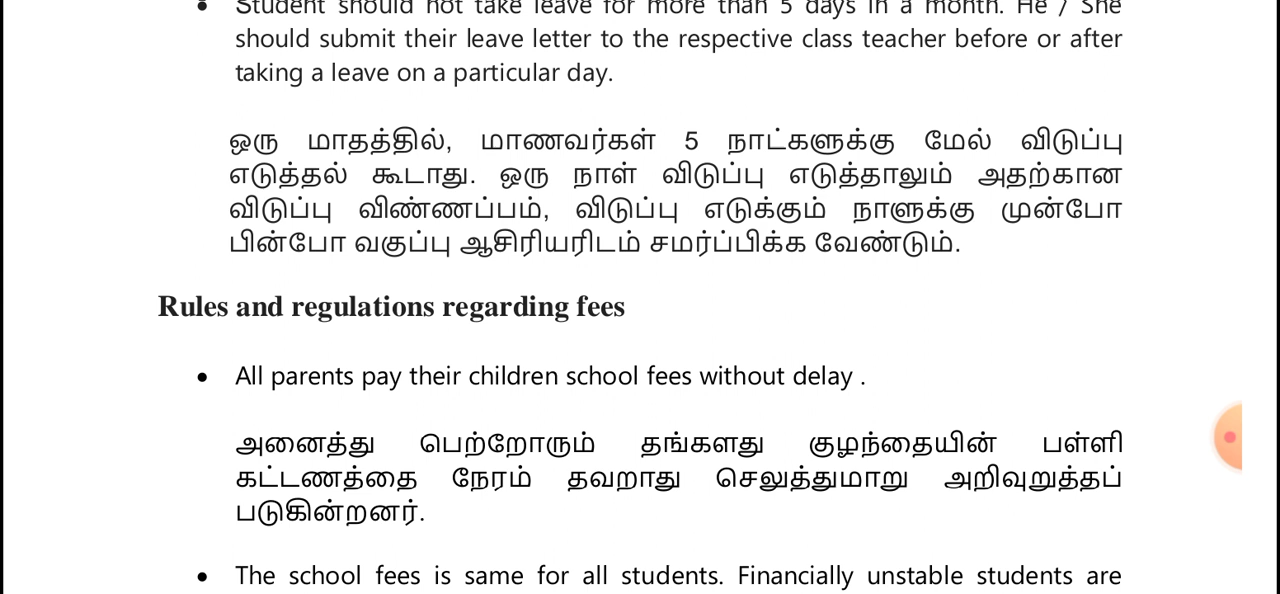 • Student should not take leave for more than 5 days in a month. He / She
should submit their leave letter to the respective class teacher before or after
taking a leave on a particular day.
ஒரு மாதத்தில், மாணவர்கள் 5 நாட்களுக்கு மேல் விடுப்பு
எடுத்தல் கூடாது. ஒரு நாள் விடுப்பு எடுத்தாலும் அதற்கான
விடுப்பு விண்ணப்பம், விடுப்பு எடுக்கும் நாளுக்கு முன்போ
பின்போ வகுப்பு ஆசிரியரிடம் சமர்ப்பிக்க வேண்டும்.
Rules and regulations regarding fees
• All parents pay their children school fees without delay .
அனைத்து பெற்றோரும் தங்களது குழந்தையின் பள்ளி
கட்டணத்தை நேரம் தவறாது செலுத்துமாறு அறிவுறுத்தப்
படுகின்றனர்.
• The school fees is same for all students. Financially unstable students are